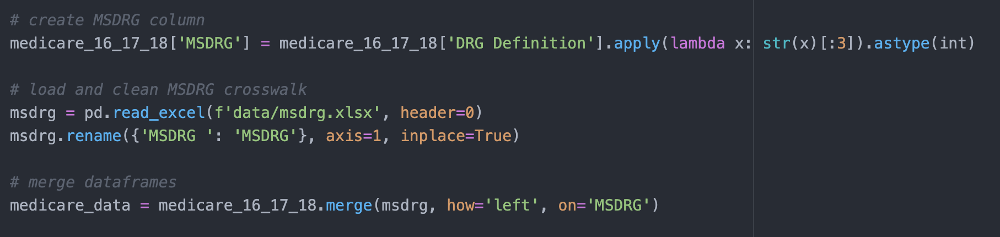 # create MSDRG column
medicare_16_17_18['MSDRG'] = medicare_16_17_18['DRG Definition'].apply(lambda x: str(x)[:3]).astype(int)
# load and clean MSDRG crosswalk
msdrg = pd.read_excel(f'data/msdrg.xlsx', header=0)
msdrg.rename({'MSDRG ': 'MSDRG'}, axis=1, inplace=True)
# merge dataframes
medicare_data = medicare_16_17_18.merge(msdrg, how='left', on='MSDRG')